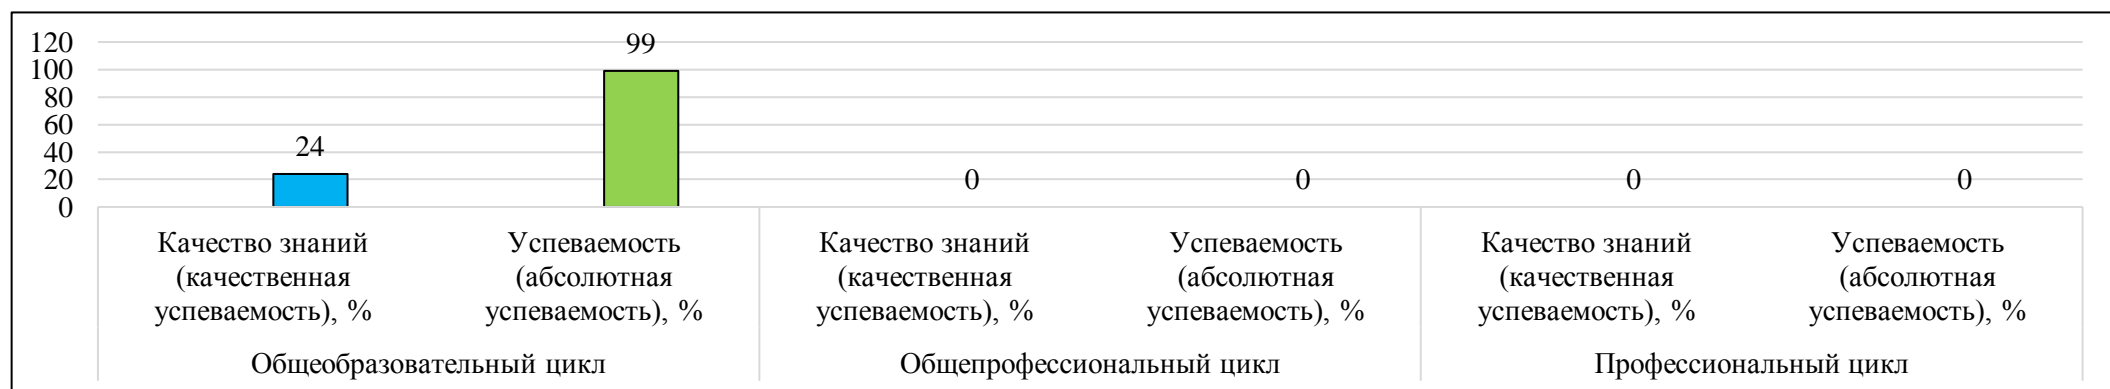 120
100
80
60
40
20
0
24
99
0
0
0
0
Качество знаний
(качественная
успеваемость), %
Успеваемость
(абсолютная
успеваемость), %
Качество знаний
(качественная
успеваемость), %
Успеваемость
(абсолютная
успеваемость), %
Качество знаний
(качественная
успеваемость), %
Успеваемость
(абсолютная
успеваемость), %
Общеобразовательный цикл
Общепрофессиональный цикл
Профессиональный цикл